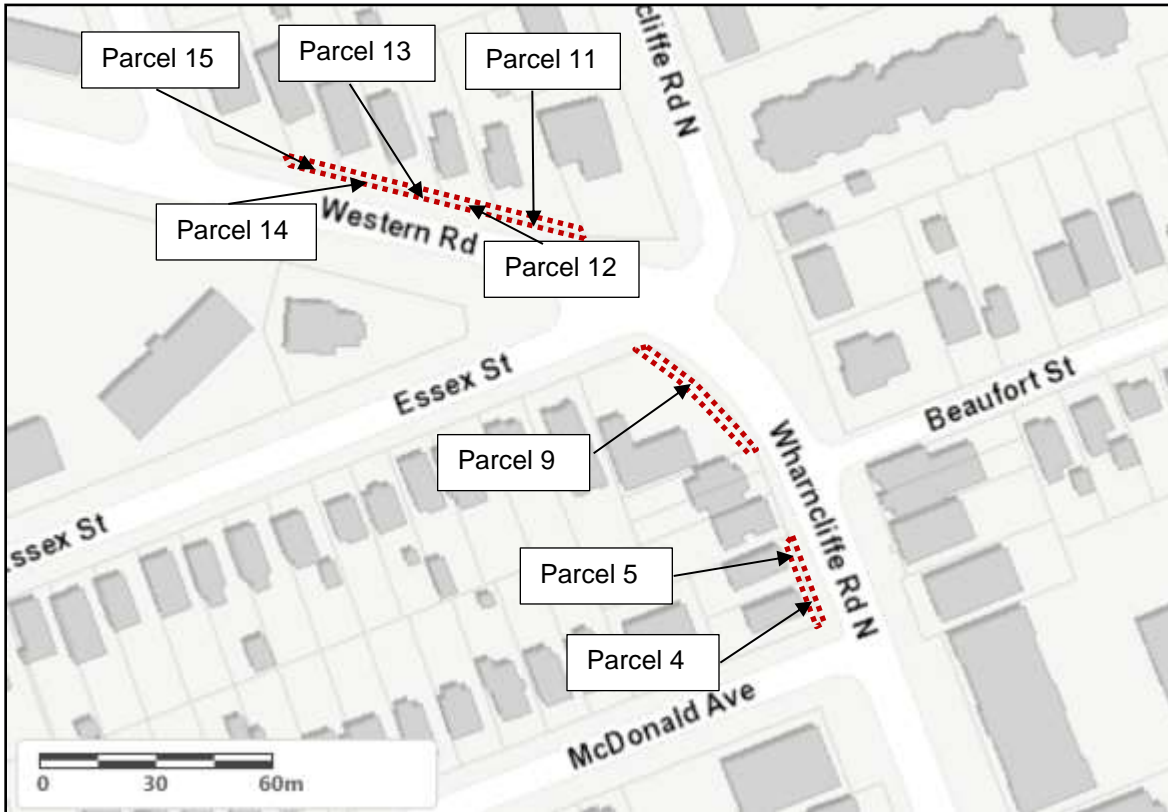 Parcel 15
Parcel 13
Parcel 11
cliffe Rd N
Parcel 14
Western Rd
Parcel 12
Essex St
Beaufort St
Parcel 9
Wharncliffe Rd N
ssex St
Parcel 5
Parcel 4
McDonald Ave
0 30 60m